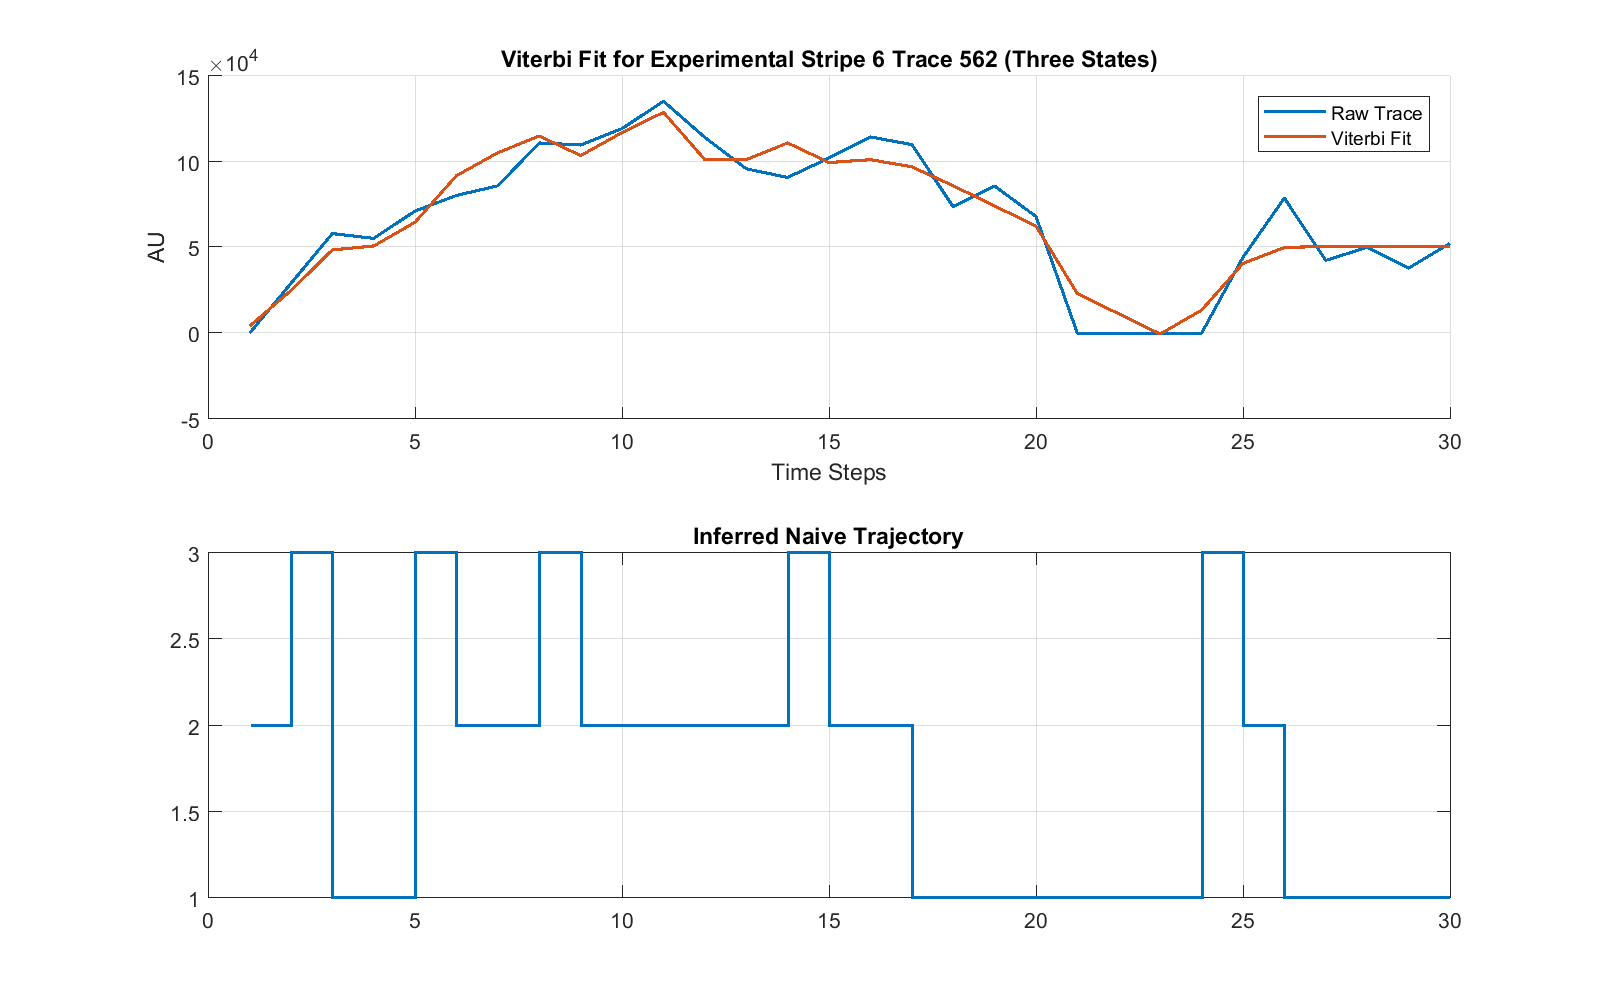 Viterbi Fit for Experimental Stripe 6 Trace 562 (Three States)
×10⁴
15
10
5
0
-5
AU
Raw Trace
Viterbi Fit
0 5 10 15 20 25 30
Time Steps
Inferred Naive Trajectory
3
2.5
2
1.5
1
0 5 10 15 20 25 30